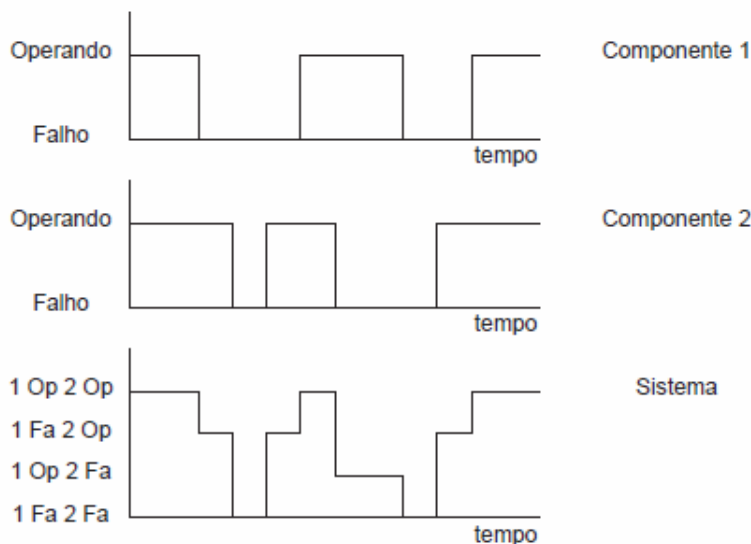 Operando
Componente 1
Falho
tempo
Operando
Componente 2
Falho
tempo
1 Op 2 Op
Sistema
1 Fa 2 Op
1 Op 2 Fa
1 Fa 2 Fa
tempo